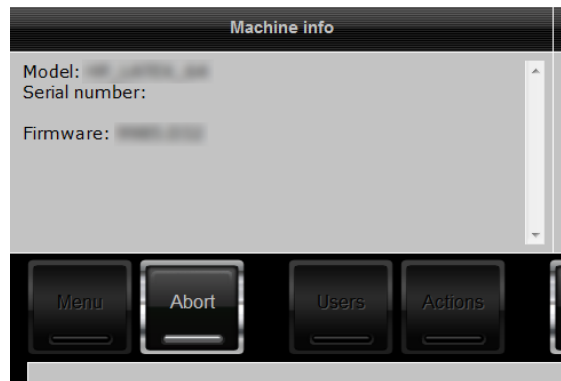 Machine info
Model:
Serial number:
Firmware:
Menu
Abort
Users
Actions